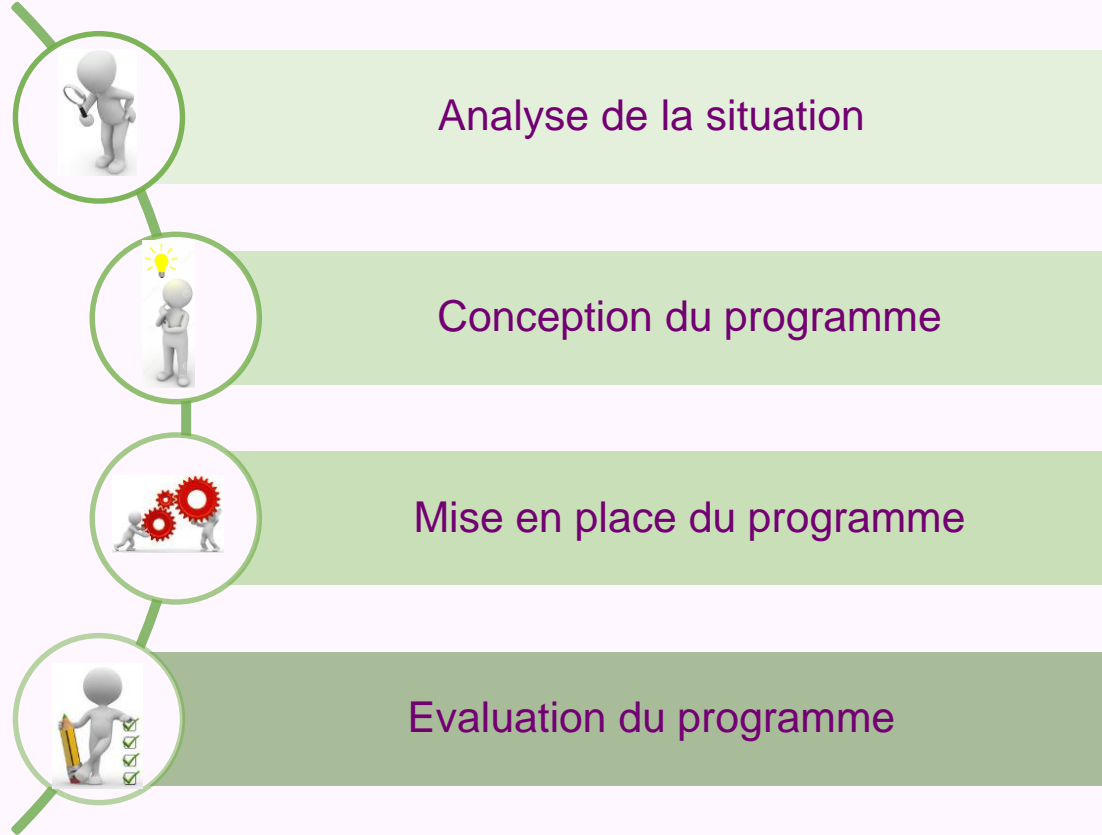 Analyse de la situation
Conception du programme
Mise en place du programme
Evaluation du programme